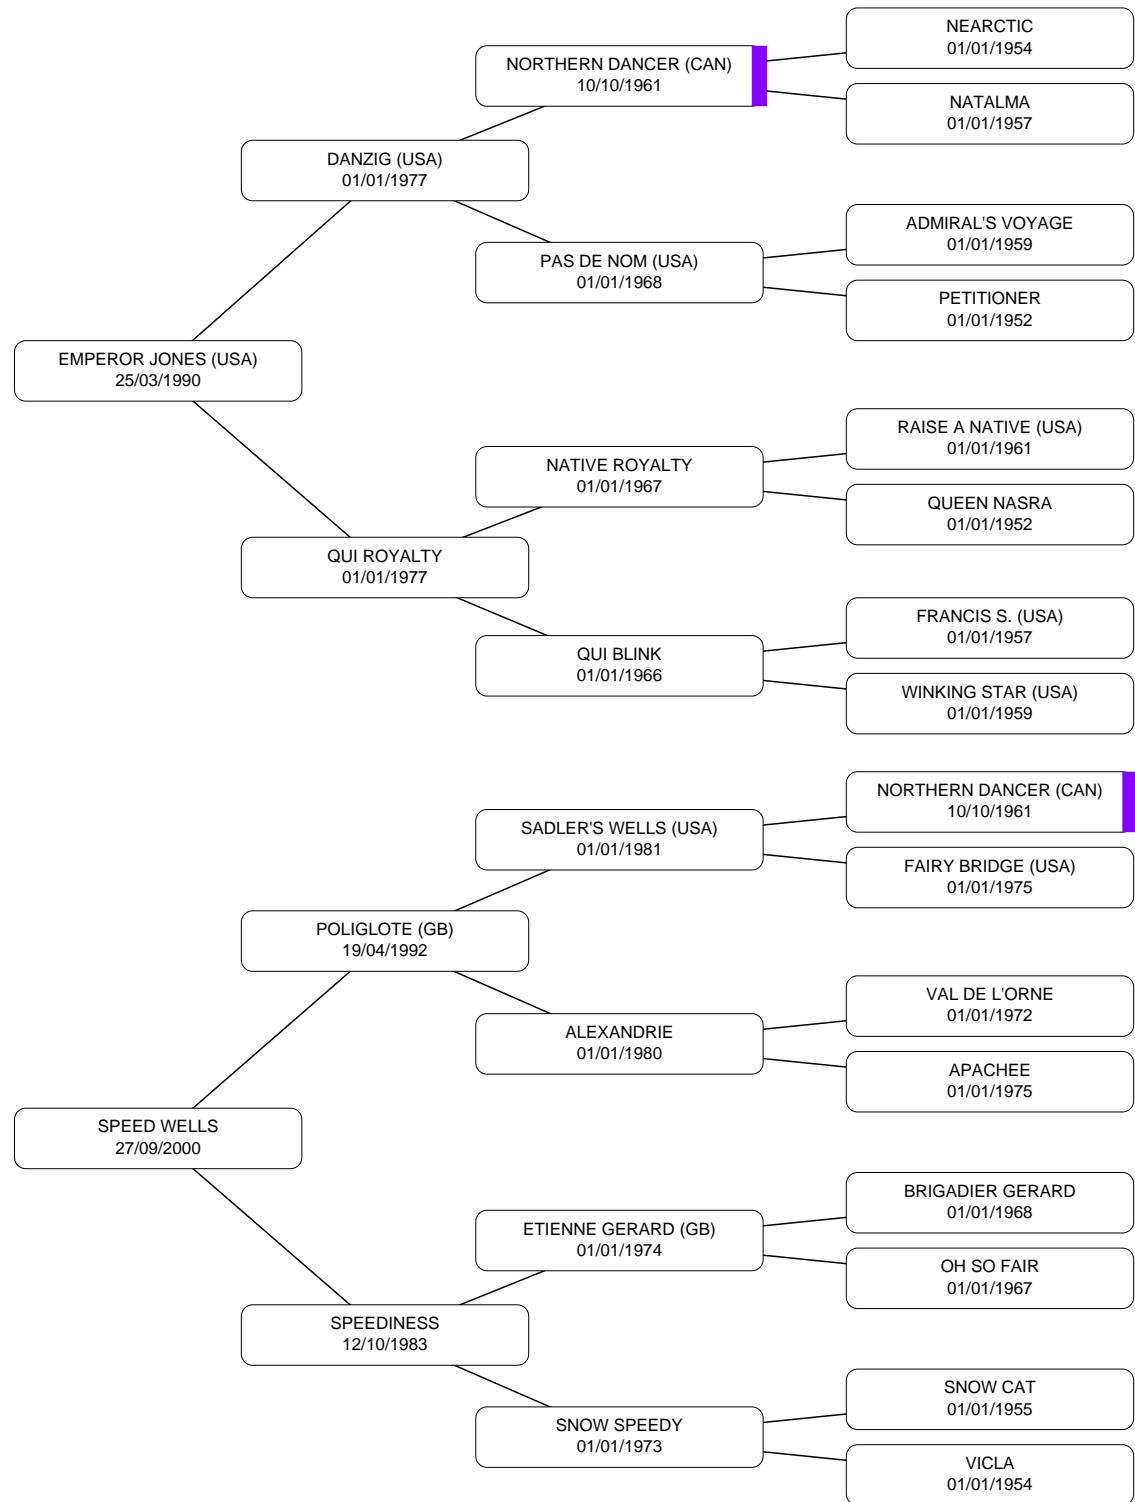 NEARCTIC
01/01/1954
NORTHERN DANCER (CAN)
10/10/1961
NATALMA
01/01/1957
DANZIG (USA)
01/01/1977
ADMIRAL'S VOYAGE
01/01/1959
PAS DE NOM (USA)
01/01/1968
PETITIONER
01/01/1952
EMPEROR JONES (USA)
25/03/1990
RAISE A NATIVE (USA)
01/01/1961
NATIVE ROYALTY
01/01/1967
QUEEN NASRA
01/01/1952
QUI ROYALTY
01/01/1977
FRANCIS S. (USA)
01/01/1957
QUI BLINK
01/01/1966
WINKING STAR (USA)
01/01/1959
NORTHERN DANCER (CAN)
10/10/1961
SADLER'S WELLS (USA)
01/01/1981
FAIRY BRIDGE (USA)
01/01/1975
POLIGLOTE (GB)
19/04/1992
VAL DE L'ORNE
01/01/1972
ALEXANDRIE
01/01/1980
APACHEE
01/01/1975
SPEED WELLS
27/09/2000
BRIGADIER GERARD
01/01/1968
ETIENNE GERARD (GB)
01/01/1974
OH SO FAIR
01/01/1967
SPEEDINESS
12/10/1983
SNOW CAT
01/01/1955
SNOW SPEEDY
01/01/1973
VICLA
01/01/1954